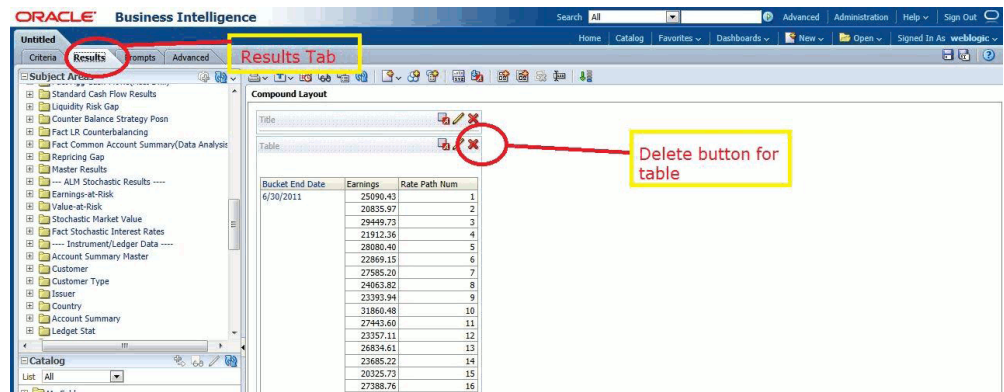 ORACLE Business Intelligence
Search All Advanced Administration Help Sign Out
Untitled
Home Catalog Favorites Dashboards New Open Signed In As weblogic
Criteria Results Prompts Advanced
Results Tab
Subject Areas
Standard Cash Flow Results
Liquidity Risk Gap
Counter Balance Strategy Posn
Fact LR Counterbalancing
Fact Common Account Summary(Data Analysis
Repricing Gap
Master Results
--- ALM Stochastic Results ----
Earnings-at-Risk
Value-at-Risk
Stochastic Market Value
Fact Stochastic Interest Rates
---- Instrument/Ledger Data ----
Account Summary Master
Customer
Customer Type
Issuer
Country
Account Summary
Ledget Stat
Catalog
List All
Compound Layout
Title
Table
Delete button for
table
Bucket End Date Earnings Rate Path Num
6/30/2011 25090.43 1
20835.97 2
29449.73 3
21912.36 4
28080.40 5
22869.15 6
27585.20 7
24063.82 8
23393.94 9
31860.48 10
27443.60 11
23357.11 12
26834.61 13
23685.22 14
20325.73 15
27388.76 16